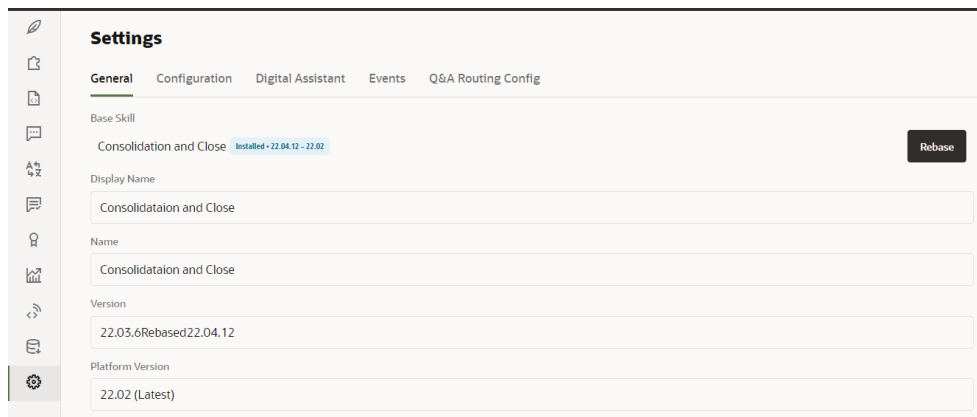 Settings
General Configuration Digital Assistant Events Q&A Routing Config
Base Skill
Consolidation and Close Installed • 22.04.12 - 22.02 Rebase
Display Name
Consolidataion and Close
Name
Consolidataion and Close
Version
22.03.6Rebased22.04.12
Platform Version
22.02 (Latest)